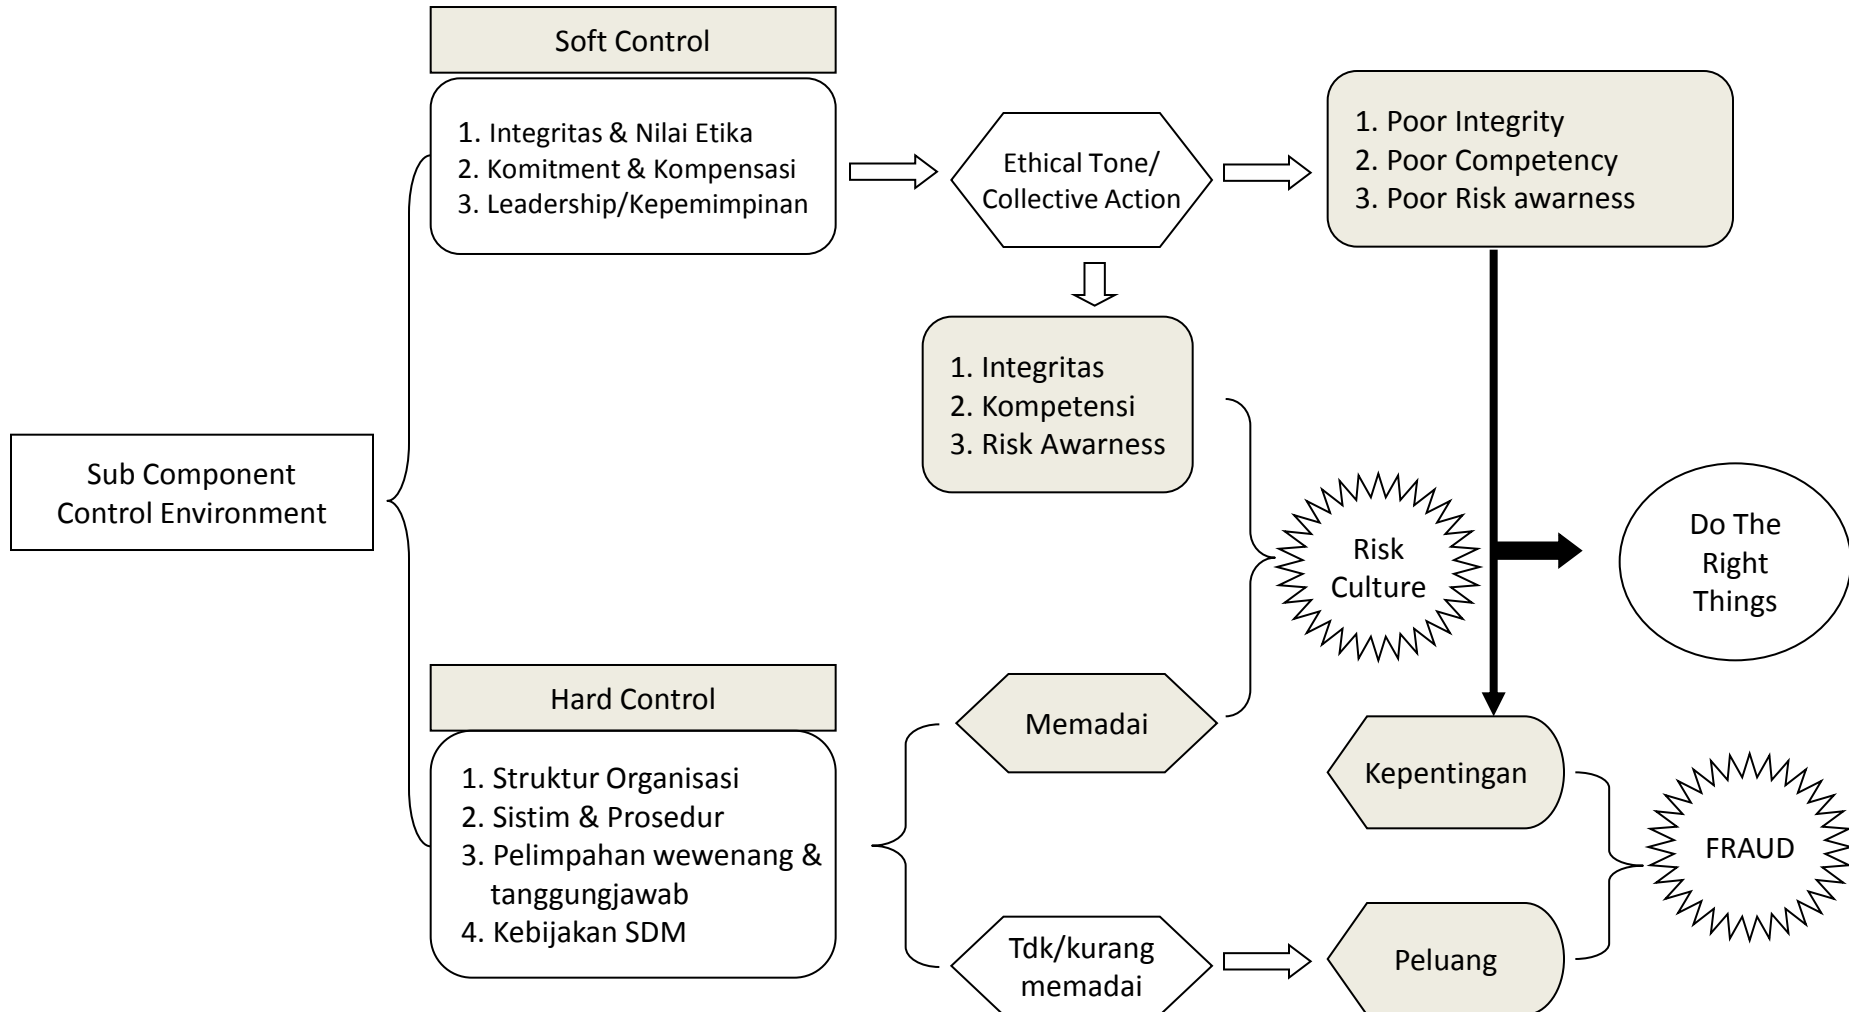 Soft Control
1. Integritas & Nilai Etika
2. Komitment & Kompensasi
3. Leadership/Kepemimpinan
Ethical Tone/
Collective Action
1. Poor Integrity
2. Poor Competency
3. Poor Risk awarness
1. Integritas
2. Kompetensi
3. Risk Awarness
Sub Component
Control Environment
Risk
Culture
Do The
Right
Things
Hard Control
1. Struktur Organisasi
2. Sistim & Prosedur
3. Pelimpahan wewenang &
tanggungjawab
4. Kebijakan SDM
Memadai
Kepentingan
FRAUD
Tdk/kurang
memadai
Peluang